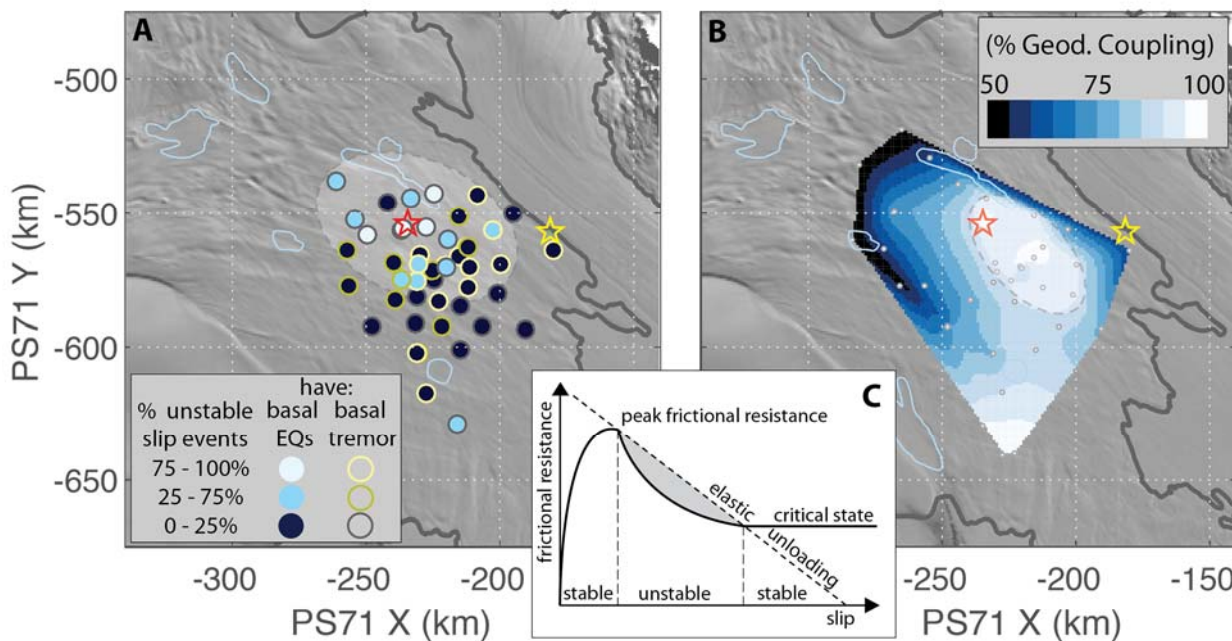 A
B
(% Geod. Coupling)
50 75 100
PS71 Y (km)
-500
-550
-600
-650
have:
% unstable basal basal
slip events EQs tremor
75 - 100%
25 - 75%
0 - 25%
-300 -250 -200
PS71 X (km)
C
peak frictional resistance
frictional resistance
elastic
unloading
critical state
stable unstable stable
slip
-250 -200 -150
PS71 X (km)